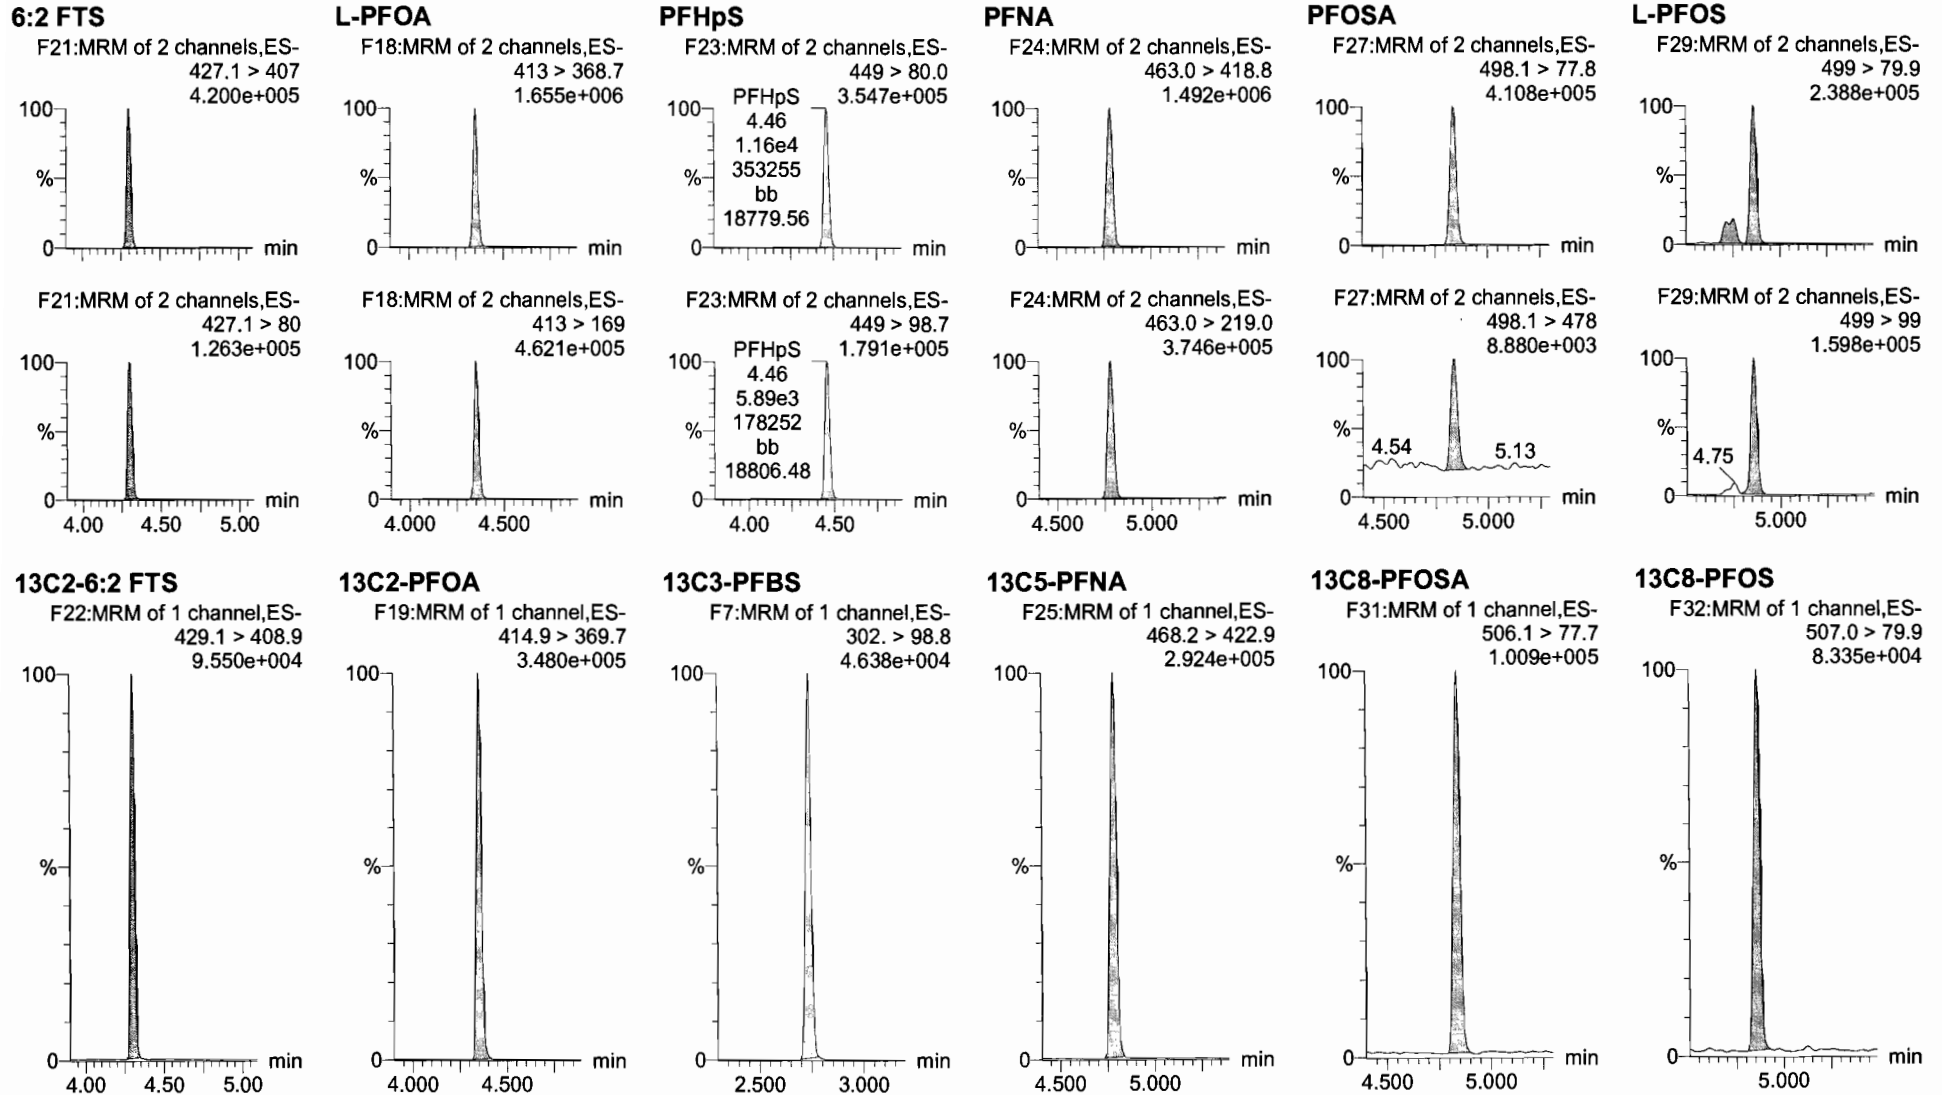 6:2 FTS
F21:MRM of 2 channels,ES-
427.1 > 407
4.200e+005
100
%
0
min
L-PFOA
F18:MRM of 2 channels,ES-
413 > 368.7
1.655e+006
100
%
0
min
PFHpS
F23:MRM of 2 channels,ES-
449 > 80.0
3.547e+005
PFHpS
4.46
1.16e4
353255
bb
18779.56
100
%
0
min
PFNA
F24:MRM of 2 channels,ES-
463.0 > 418.8
1.492e+006
100
%
0
min
PFOSA
F27:MRM of 2 channels,ES-
498.1 > 77.8
4.108e+005
100
%
0
min
L-PFOS
F29:MRM of 2 channels,ES-
499 > 79.9
2.388e+005
100
%
0
min
F21:MRM of 2 channels,ES-
427.1 > 80
1.263e+005
100
%
0
min
4.00 4.50 5.00
F18:MRM of 2 channels,ES-
413 > 169
4.621e+005
100
%
0
min
4.000 4.500
F23:MRM of 2 channels,ES-
449 > 98.7
1.791e+005
PFHpS
4.46
5.89e3
178252
bb
18806.48
100
%
0
min
4.00 4.50
F24:MRM of 2 channels,ES-
463.0 > 219.0
3.746e+005
100
%
0
min
4.500 5.000
F27:MRM of 2 channels,ES-
498.1 > 478
8.880e+003
100
%
4.54 5.13
0
min
4.500 5.000
F29:MRM of 2 channels,ES-
499 > 99
1.598e+005
100
%
4.75
0
min
5.000
13C2-6:2 FTS
F22:MRM of 1 channel,ES-
429.1 > 408.9
9.550e+004
100
%
0
min
4.00 4.50 5.00
13C2-PFOA
F19:MRM of 1 channel,ES-
414.9 > 369.7
3.480e+005
100
%
0
min
4.000 4.500
13C3-PFBS
F7:MRM of 1 channel,ES-
302. > 98.8
4.638e+004
100
%
0
min
2.500 3.000
13C5-PFNA
F25:MRM of 1 channel,ES-
468.2 > 422.9
2.924e+005
100
%
0
min
4.500 5.000
13C8-PFOSA
F31:MRM of 1 channel,ES-
506.1 > 77.7
1.009e+005
100
%
0
min
4.500 5.000
13C8-PFOS
F32:MRM of 1 channel,ES-
507.0 > 79.9
8.335e+004
100
%
0
min
5.000